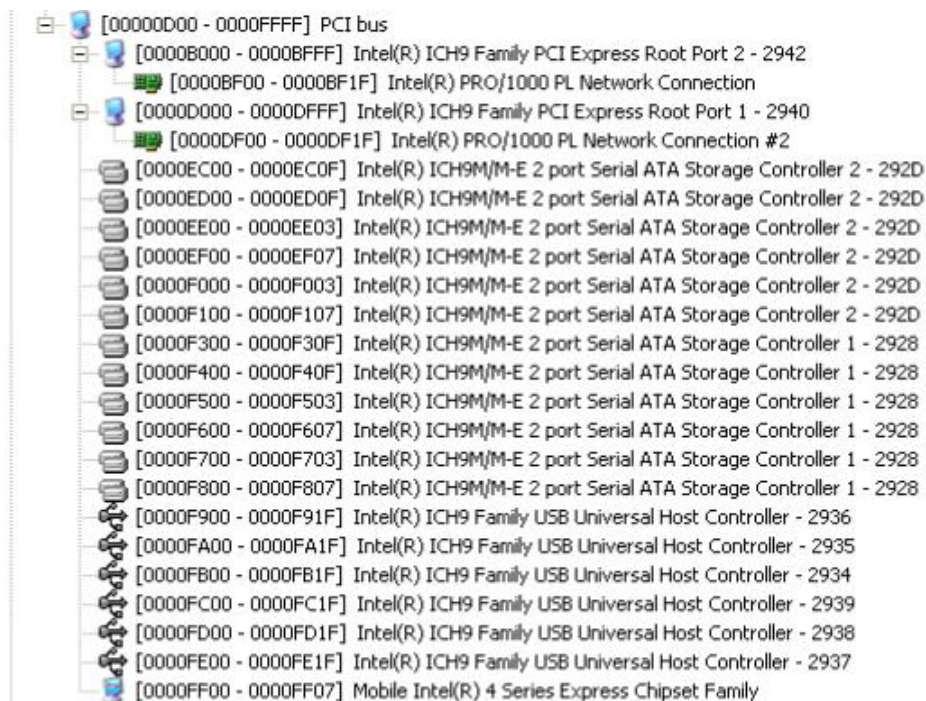 [00000D00 - 0000FFFF] PCI bus
[0000B000 - 0000BFFF] Intel(R) ICH9 Family PCI Express Root Port 2 - 2942
[0000BF00 - 0000BF1F] Intel(R) PRO/1000 PL Network Connection
[0000D000 - 0000DFFF] Intel(R) ICH9 Family PCI Express Root Port 1 - 2940
[0000DF00 - 0000DF1F] Intel(R) PRO/1000 PL Network Connection #2
[0000EC00 - 0000EC0F] Intel(R) ICH9M/M-E 2 port Serial ATA Storage Controller 2 - 292D
[0000ED00 - 0000ED0F] Intel(R) ICH9M/M-E 2 port Serial ATA Storage Controller 2 - 292D
[0000EE00 - 0000EE03] Intel(R) ICH9M/M-E 2 port Serial ATA Storage Controller 2 - 292D
[0000EF00 - 0000EF07] Intel(R) ICH9M/M-E 2 port Serial ATA Storage Controller 2 - 292D
[0000F000 - 0000F003] Intel(R) ICH9M/M-E 2 port Serial ATA Storage Controller 2 - 292D
[0000F100 - 0000F107] Intel(R) ICH9M/M-E 2 port Serial ATA Storage Controller 2 - 292D
[0000F300 - 0000F30F] Intel(R) ICH9M/M-E 2 port Serial ATA Storage Controller 1 - 2928
[0000F400 - 0000F40F] Intel(R) ICH9M/M-E 2 port Serial ATA Storage Controller 1 - 2928
[0000F500 - 0000F503] Intel(R) ICH9M/M-E 2 port Serial ATA Storage Controller 1 - 2928
[0000F600 - 0000F607] Intel(R) ICH9M/M-E 2 port Serial ATA Storage Controller 1 - 2928
[0000F700 - 0000F703] Intel(R) ICH9M/M-E 2 port Serial ATA Storage Controller 1 - 2928
[0000F800 - 0000F807] Intel(R) ICH9M/M-E 2 port Serial ATA Storage Controller 1 - 2928
[0000F900 - 0000F91F] Intel(R) ICH9 Family USB Universal Host Controller - 2936
[0000FA00 - 0000FA1F] Intel(R) ICH9 Family USB Universal Host Controller - 2935
[0000FB00 - 0000FB1F] Intel(R) ICH9 Family USB Universal Host Controller - 2934
[0000FC00 - 0000FC1F] Intel(R) ICH9 Family USB Universal Host Controller - 2939
[0000FD00 - 0000FD1F] Intel(R) ICH9 Family USB Universal Host Controller - 2938
[0000FE00 - 0000FE1F] Intel(R) ICH9 Family USB Universal Host Controller - 2937
[0000FF00 - 0000FF07] Mobile Intel(R) 4 Series Express Chipset Family